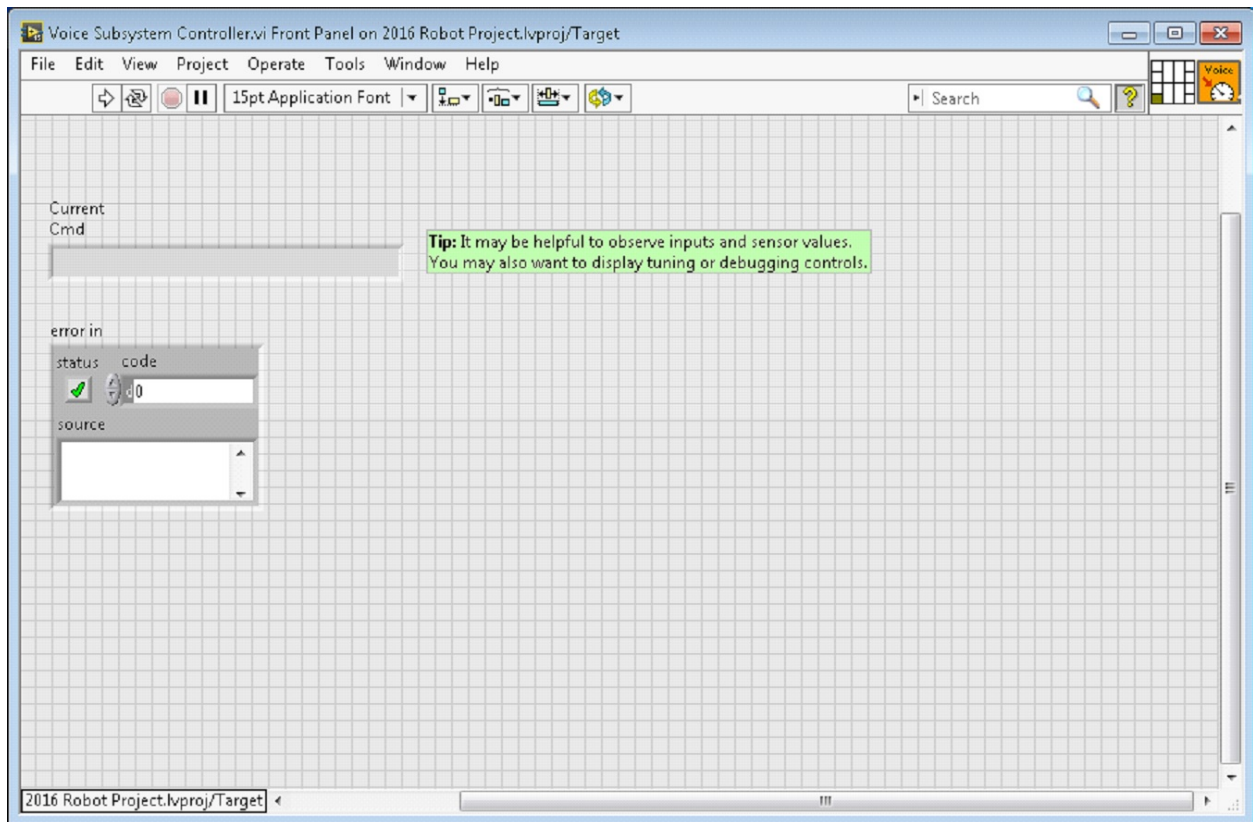 Voice Subsystem Controller.vi Front Panel on 2016 Robot Project.lvproj/Target
File Edit View Project Operate Tools Window Help
15pt Application Font
Search
Voice
Current
Cmd
Tip: It may be helpful to observe inputs and sensor values.
You may also want to display tuning or debugging controls.
error in
status code
d 0
source
2016 Robot Project.lvproj/Target